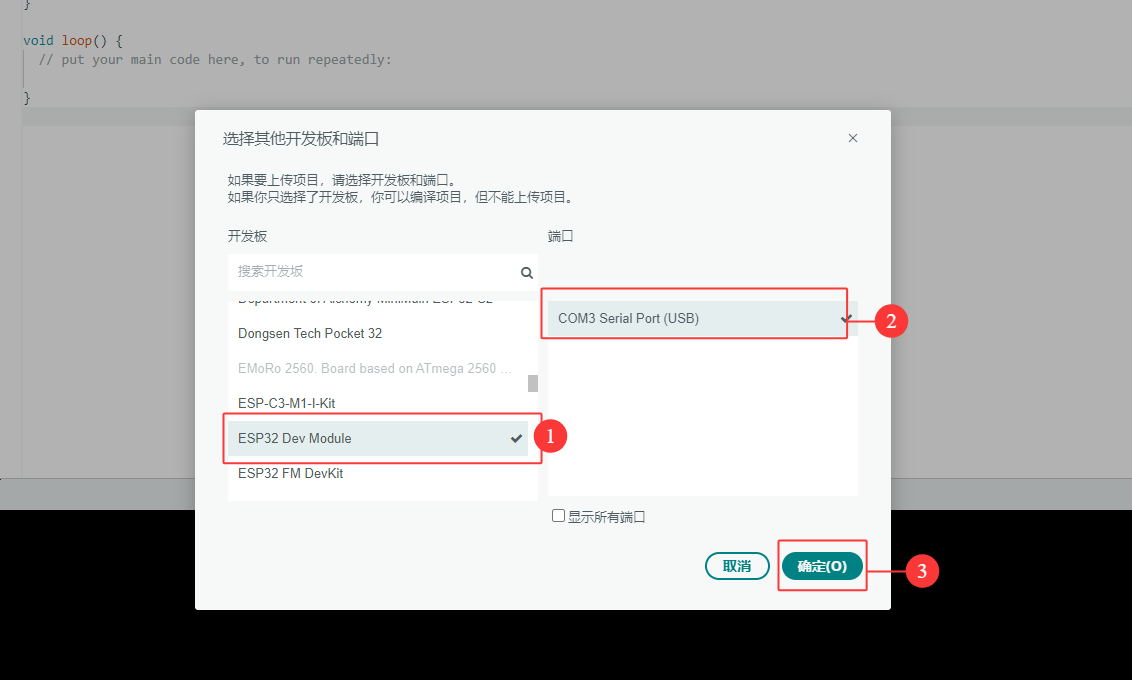 }
void loop() {
// put your main code here, to run repeatedly:
}
选择其他开发板和端口
如果要上传项目，请选择开发板和端口。
如果你只选择了开发板，你可以编译项目，但不能上传项目。
开发板
端口
搜索开发板
Dongsen Tech Pocket 32
EMoRo 2560. Board based on ATmega 2560 ...
ESP-C3-M1-I-Kit
ESP32 Dev Module
1
ESP32 FM DevKit
COM3 Serial Port (USB)
2
显示所有端口
取消
确定(O)
3